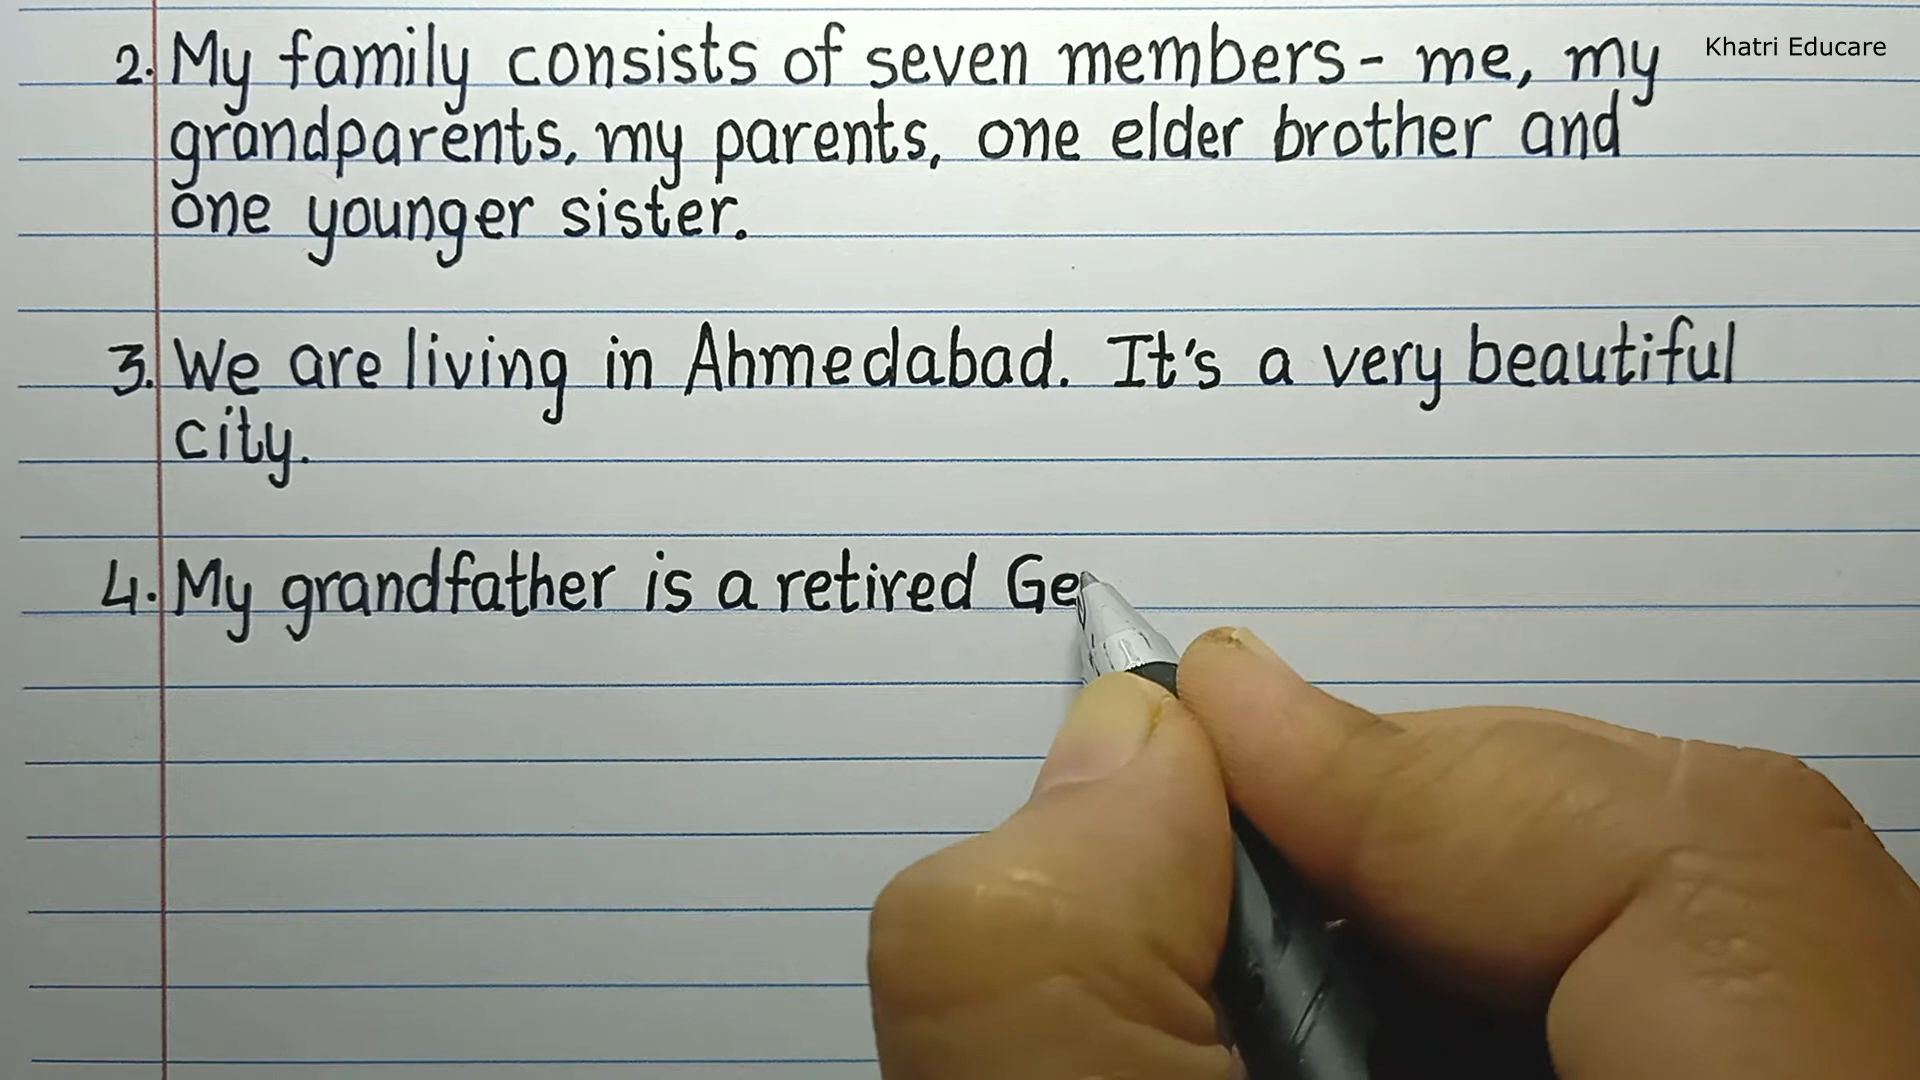 Khatri Educare
2. My family consists of seven members - me, my
grandparents, my parents, one elder brother and
one younger sister.
3. We are living in Ahmedabad. It's a very beautiful
city.
4. My grandfather is a retired Ge